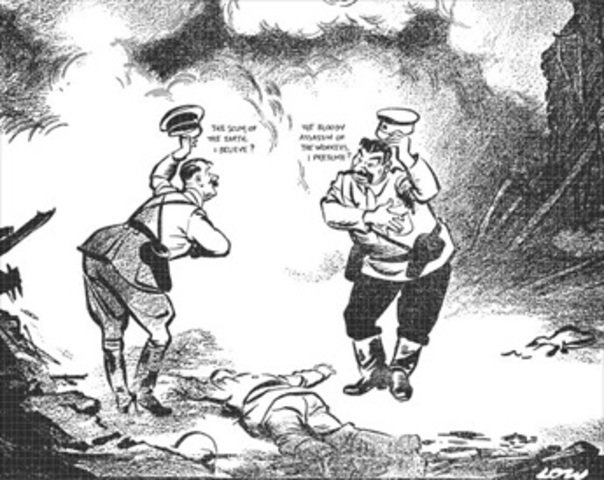 THE SCUM OF
THE EARTH,
I BELIEVE?
THE BLOODY
ASSASSIN OF
THE WORKERS,
I PRESUME?
LOW